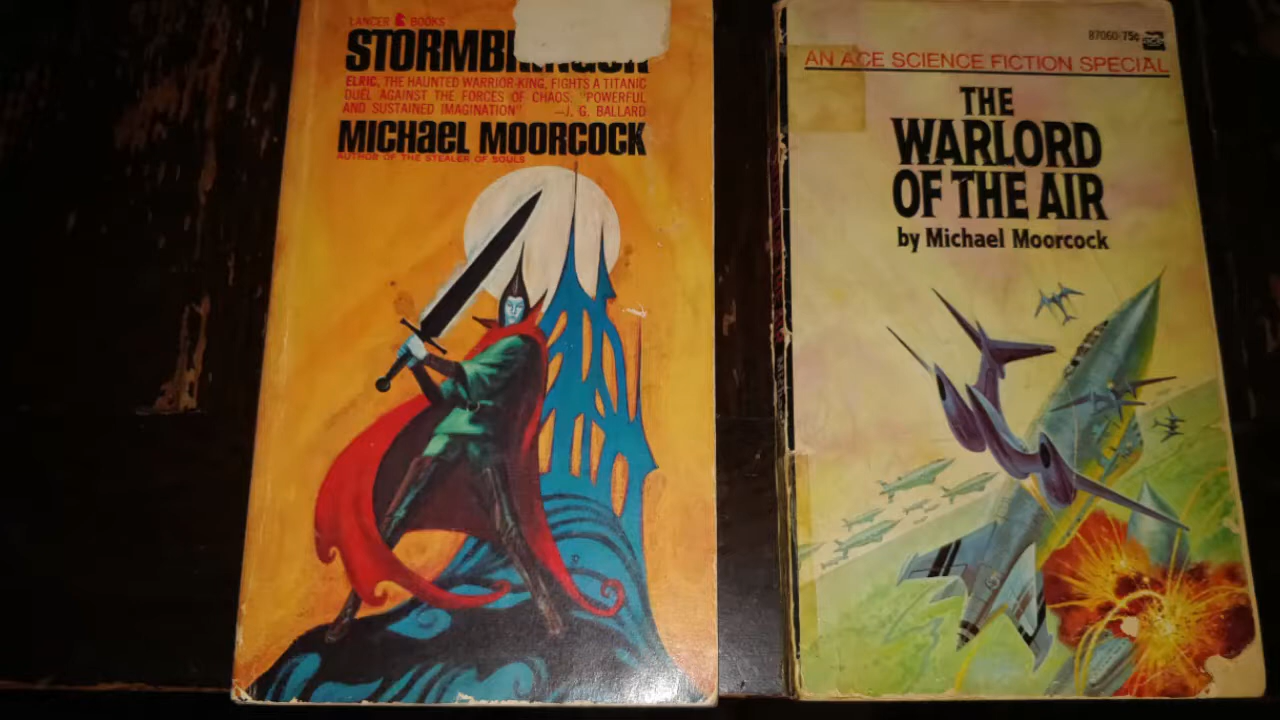 LANCER BOOKS
STORMBRINGER
ELRIC, THE HAUNTED WARRIOR-KING, FIGHTS A TITANIC
DUEL AGAINST THE FORCES OF CHAOS. "POWERFUL
AND SUSTAINED IMAGINATION" —J. G. BALLARD
MICHAEL MOORCOCK
AUTHOR OF THE STEALER OF SOULS
87060·75¢ ace
AN ACE SCIENCE FICTION SPECIAL
THE
WARLORD
OF THE AIR
by Michael Moorcock